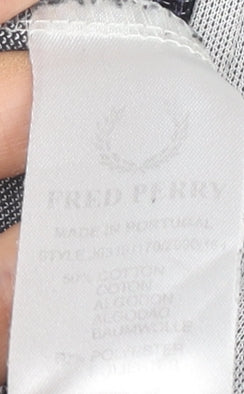 FRED PERRY
MADE IN PORTUGAL
STYLE
50% COTTON
COTON
ALGODON
ALGODAO
BAUMWOLLE
50% POLYESTER